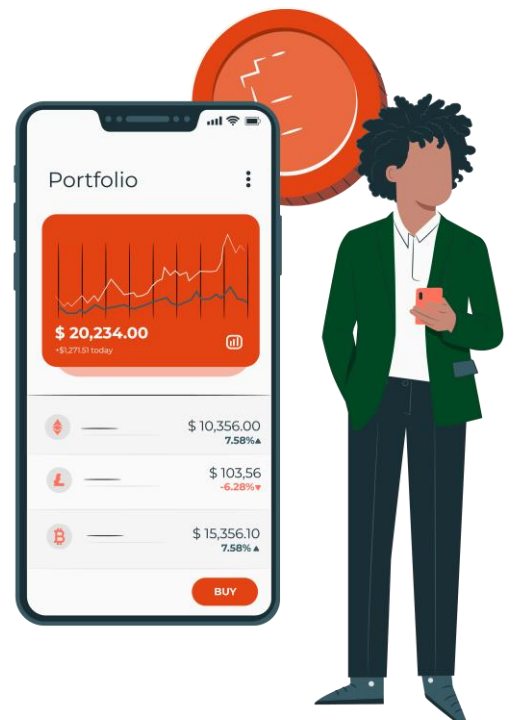 Portfolio
$ 20,234.00
+$1,271.51 today
$ 10,356.00
7.58%▲
$ 103,56
-6.28%▼
$ 15,356.10
7.58% ▲
BUY